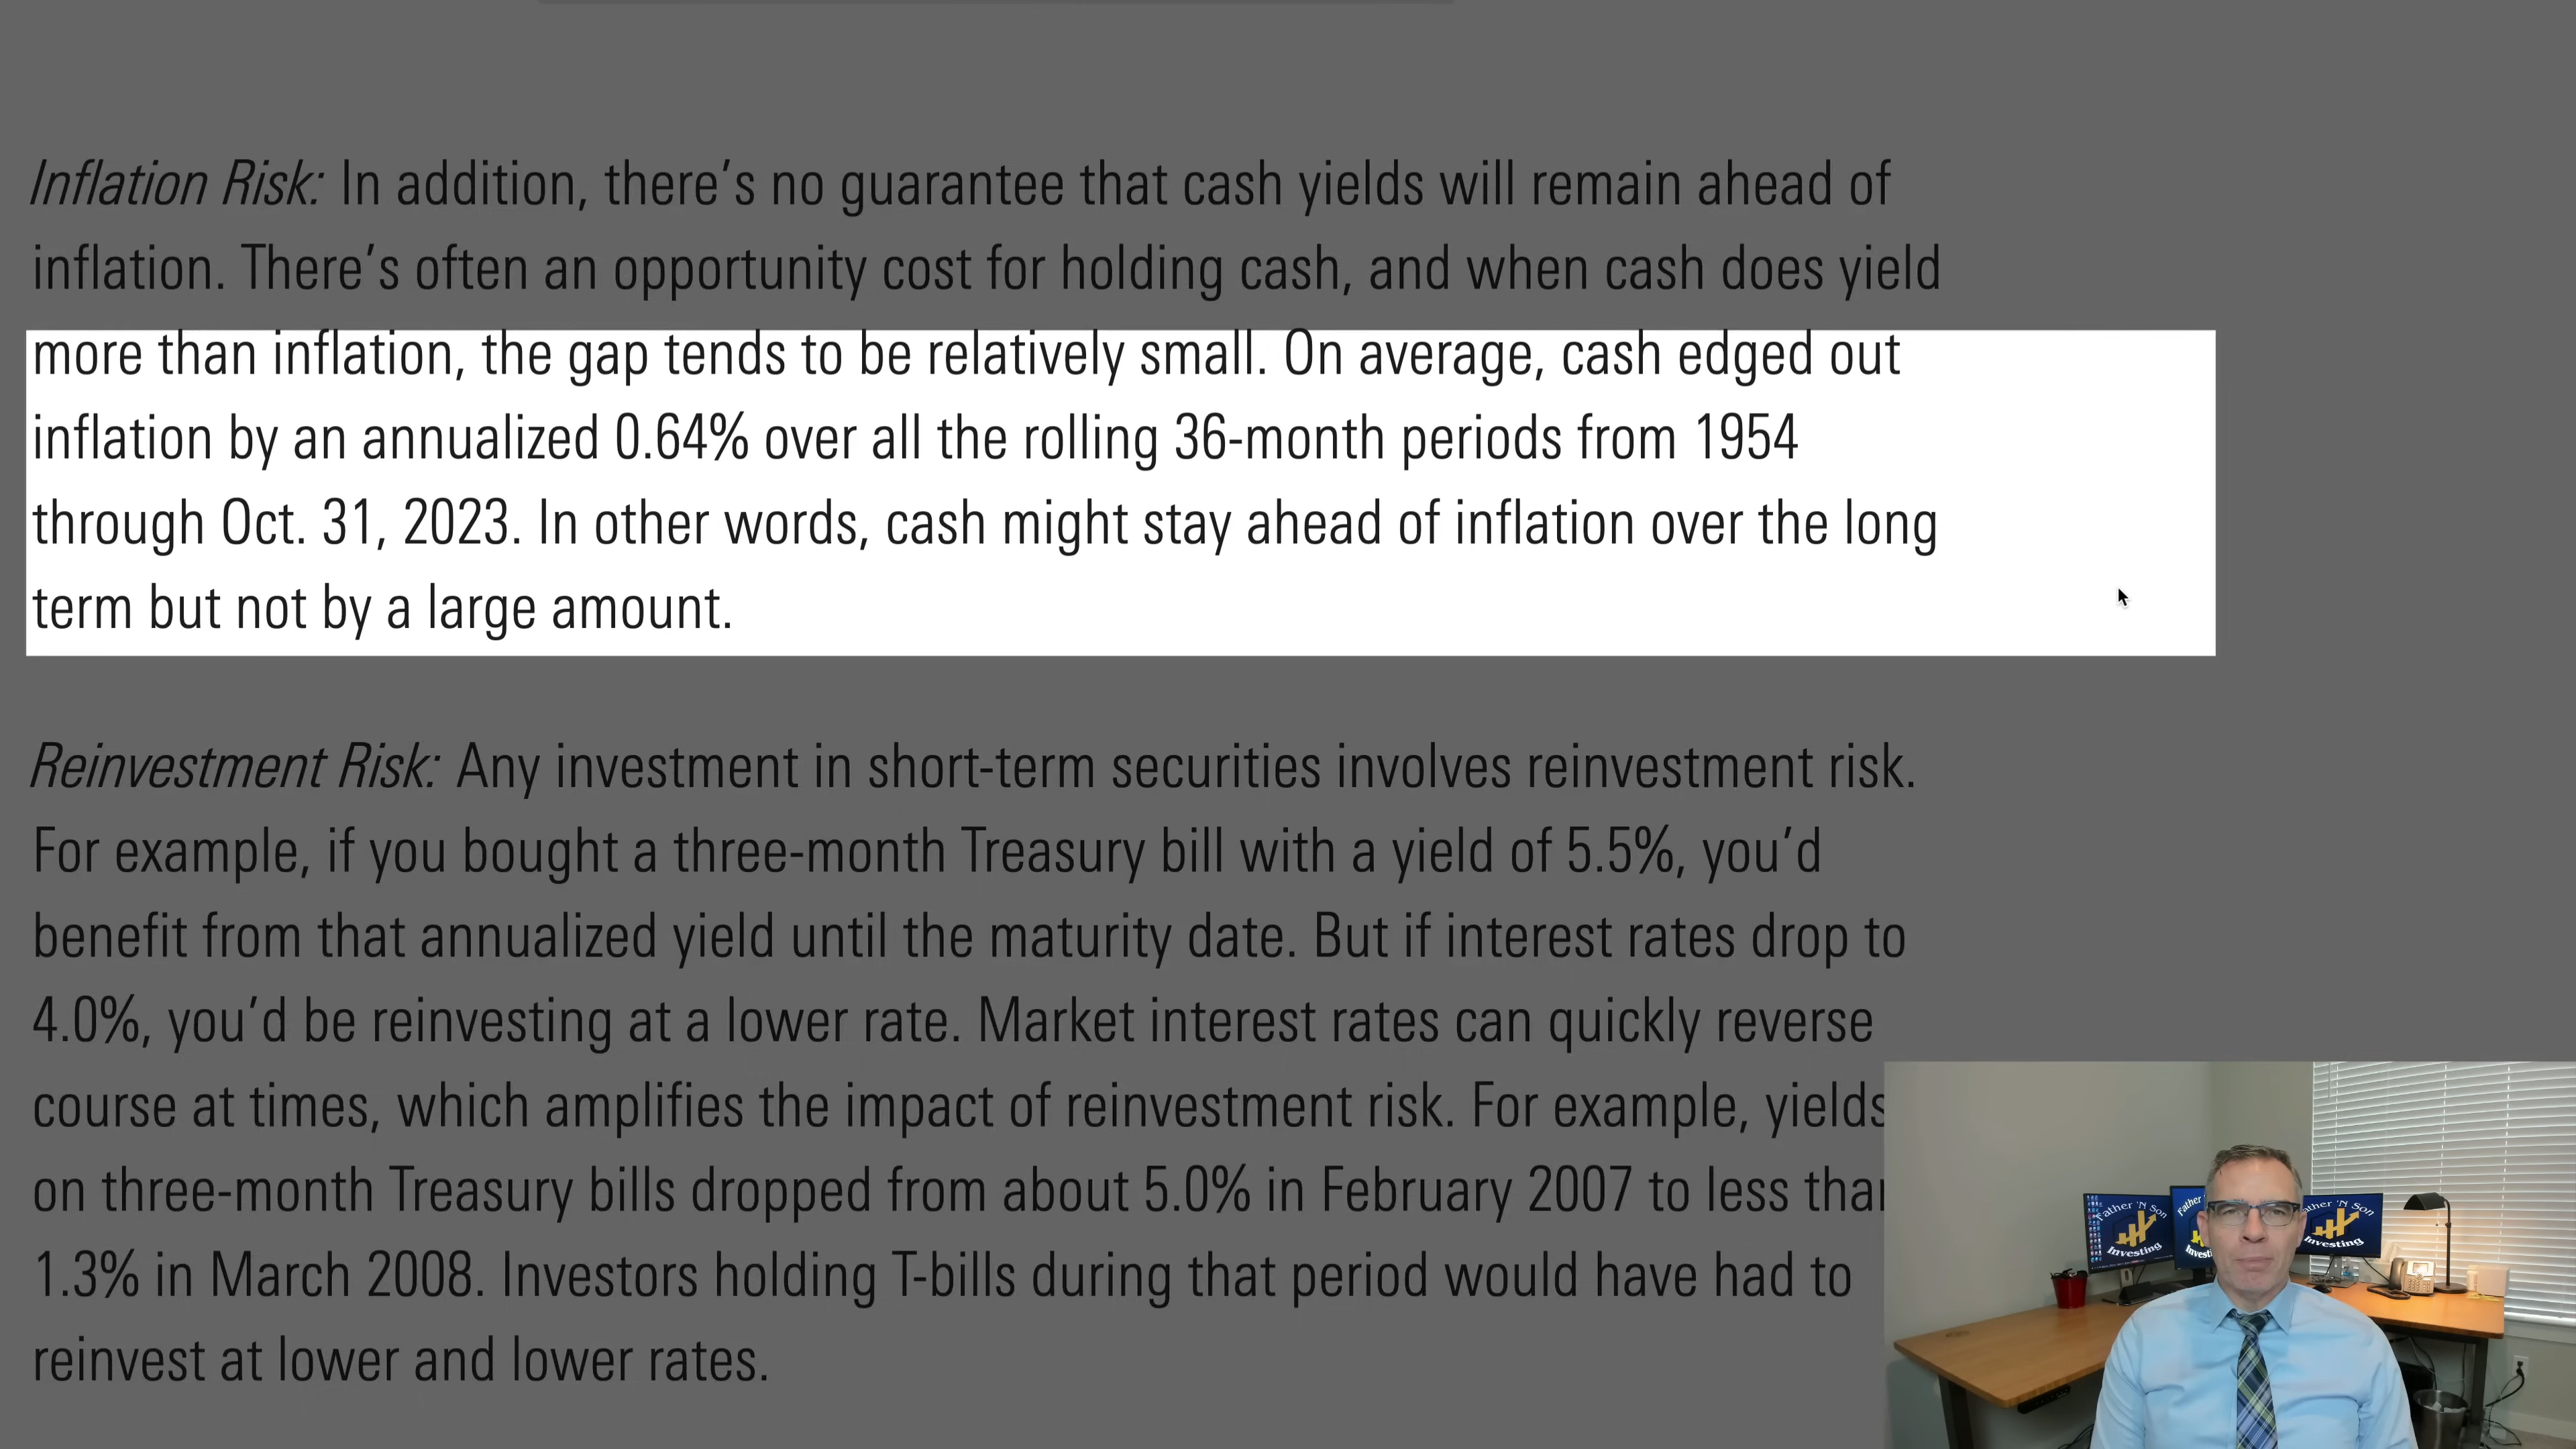 Inflation Risk: In addition, there’s no guarantee that cash yields will remain ahead of
inflation. There’s often an opportunity cost for holding cash, and when cash does yield
more than inflation, the gap tends to be relatively small. On average, cash edged out
inflation by an annualized 0.64% over all the rolling 36-month periods from 1954
through Oct. 31, 2023. In other words, cash might stay ahead of inflation over the long
term but not by a large amount.
Reinvestment Risk: Any investment in short-term securities involves reinvestment risk.
For example, if you bought a three-month Treasury bill with a yield of 5.5%, you’d
benefit from that annualized yield until the maturity date. But if interest rates drop to
4.0%, you’d be reinvesting at a lower rate. Market interest rates can quickly reverse
course at times, which amplifies the impact of reinvestment risk. For example, yields
on three-month Treasury bills dropped from about 5.0% in February 2007 to less than
1.3% in March 2008. Investors holding T-bills during that period would have had to
reinvest at lower and lower rates.
Father 'N Son
Investing
Father 'N Son
Investing